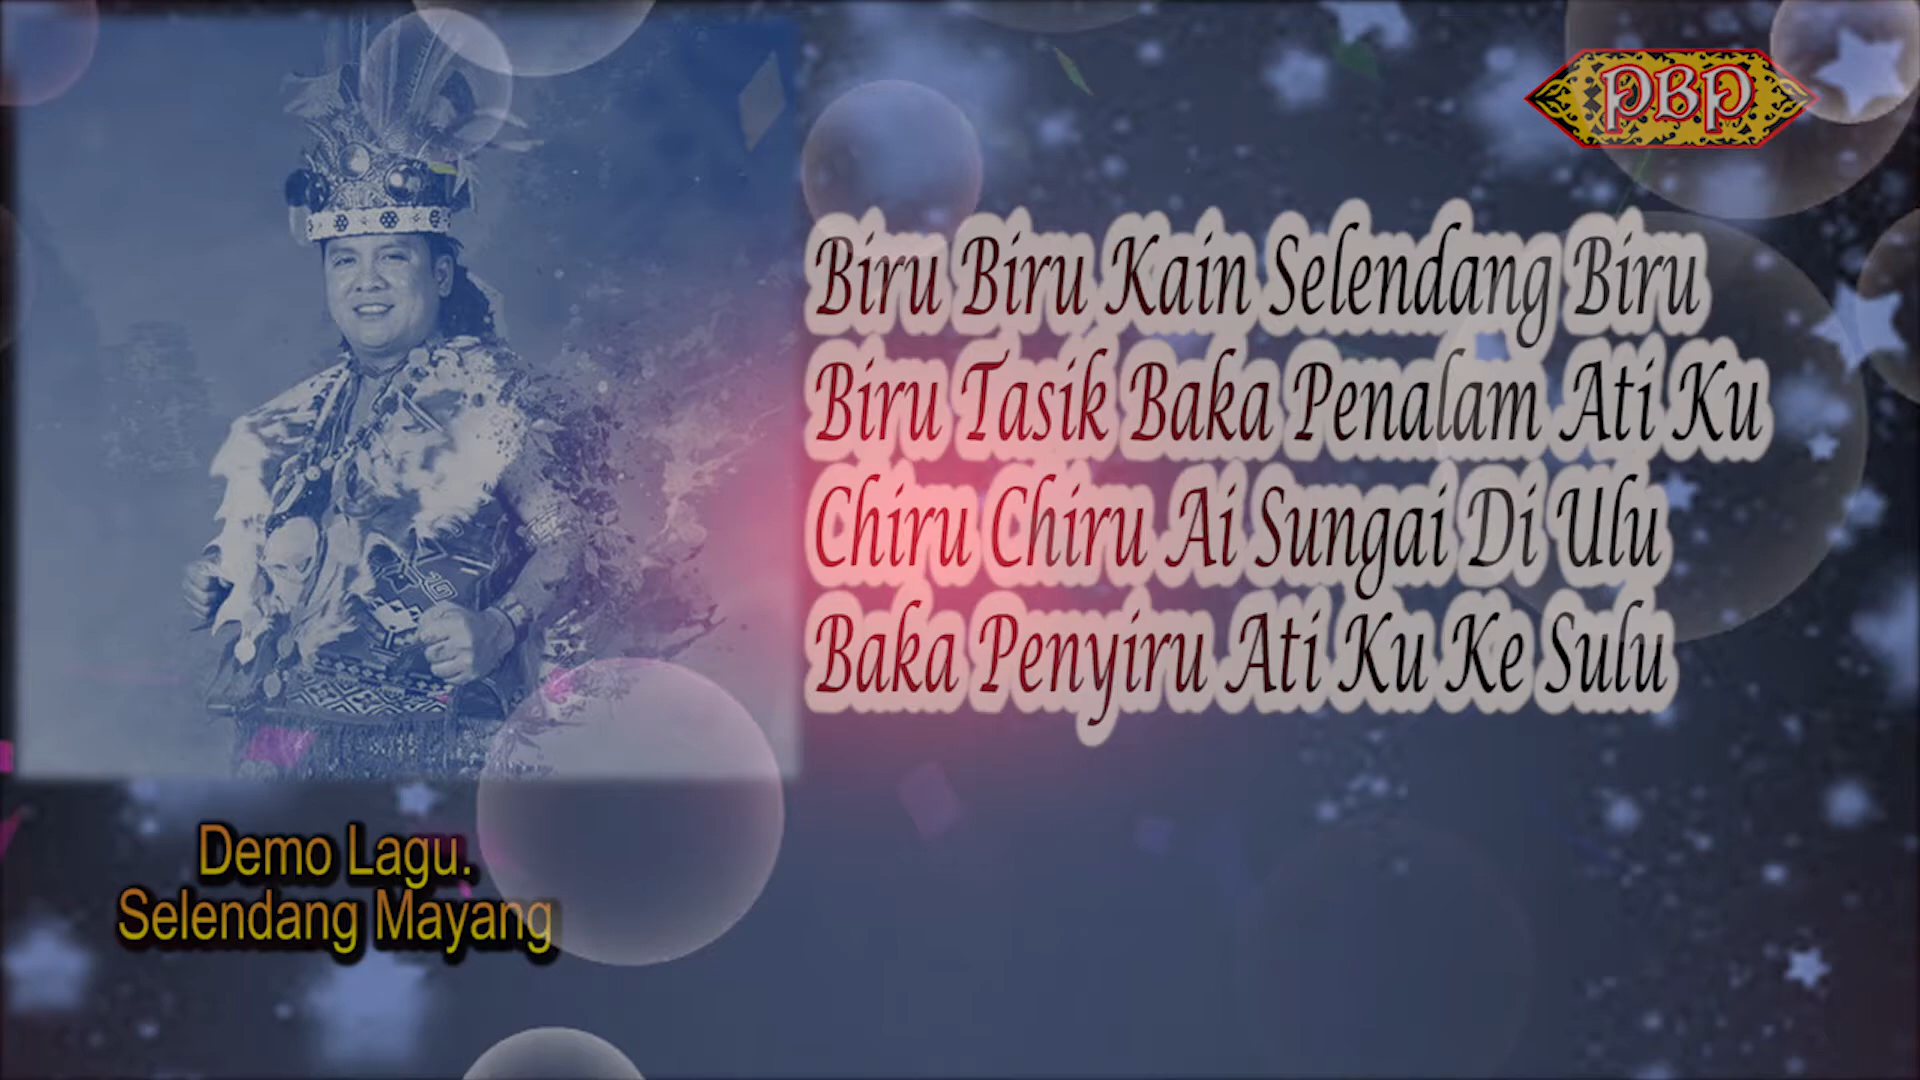 PBP
Biru Biru Kain Selendang Biru
Biru Tasik Baka Penalam Ati Ku
Chiru Chiru Ai Sungai Di Ulu
Baka Penyiru Ati Ku Ke Sulu
Demo Lagu.
Selendang Mayang